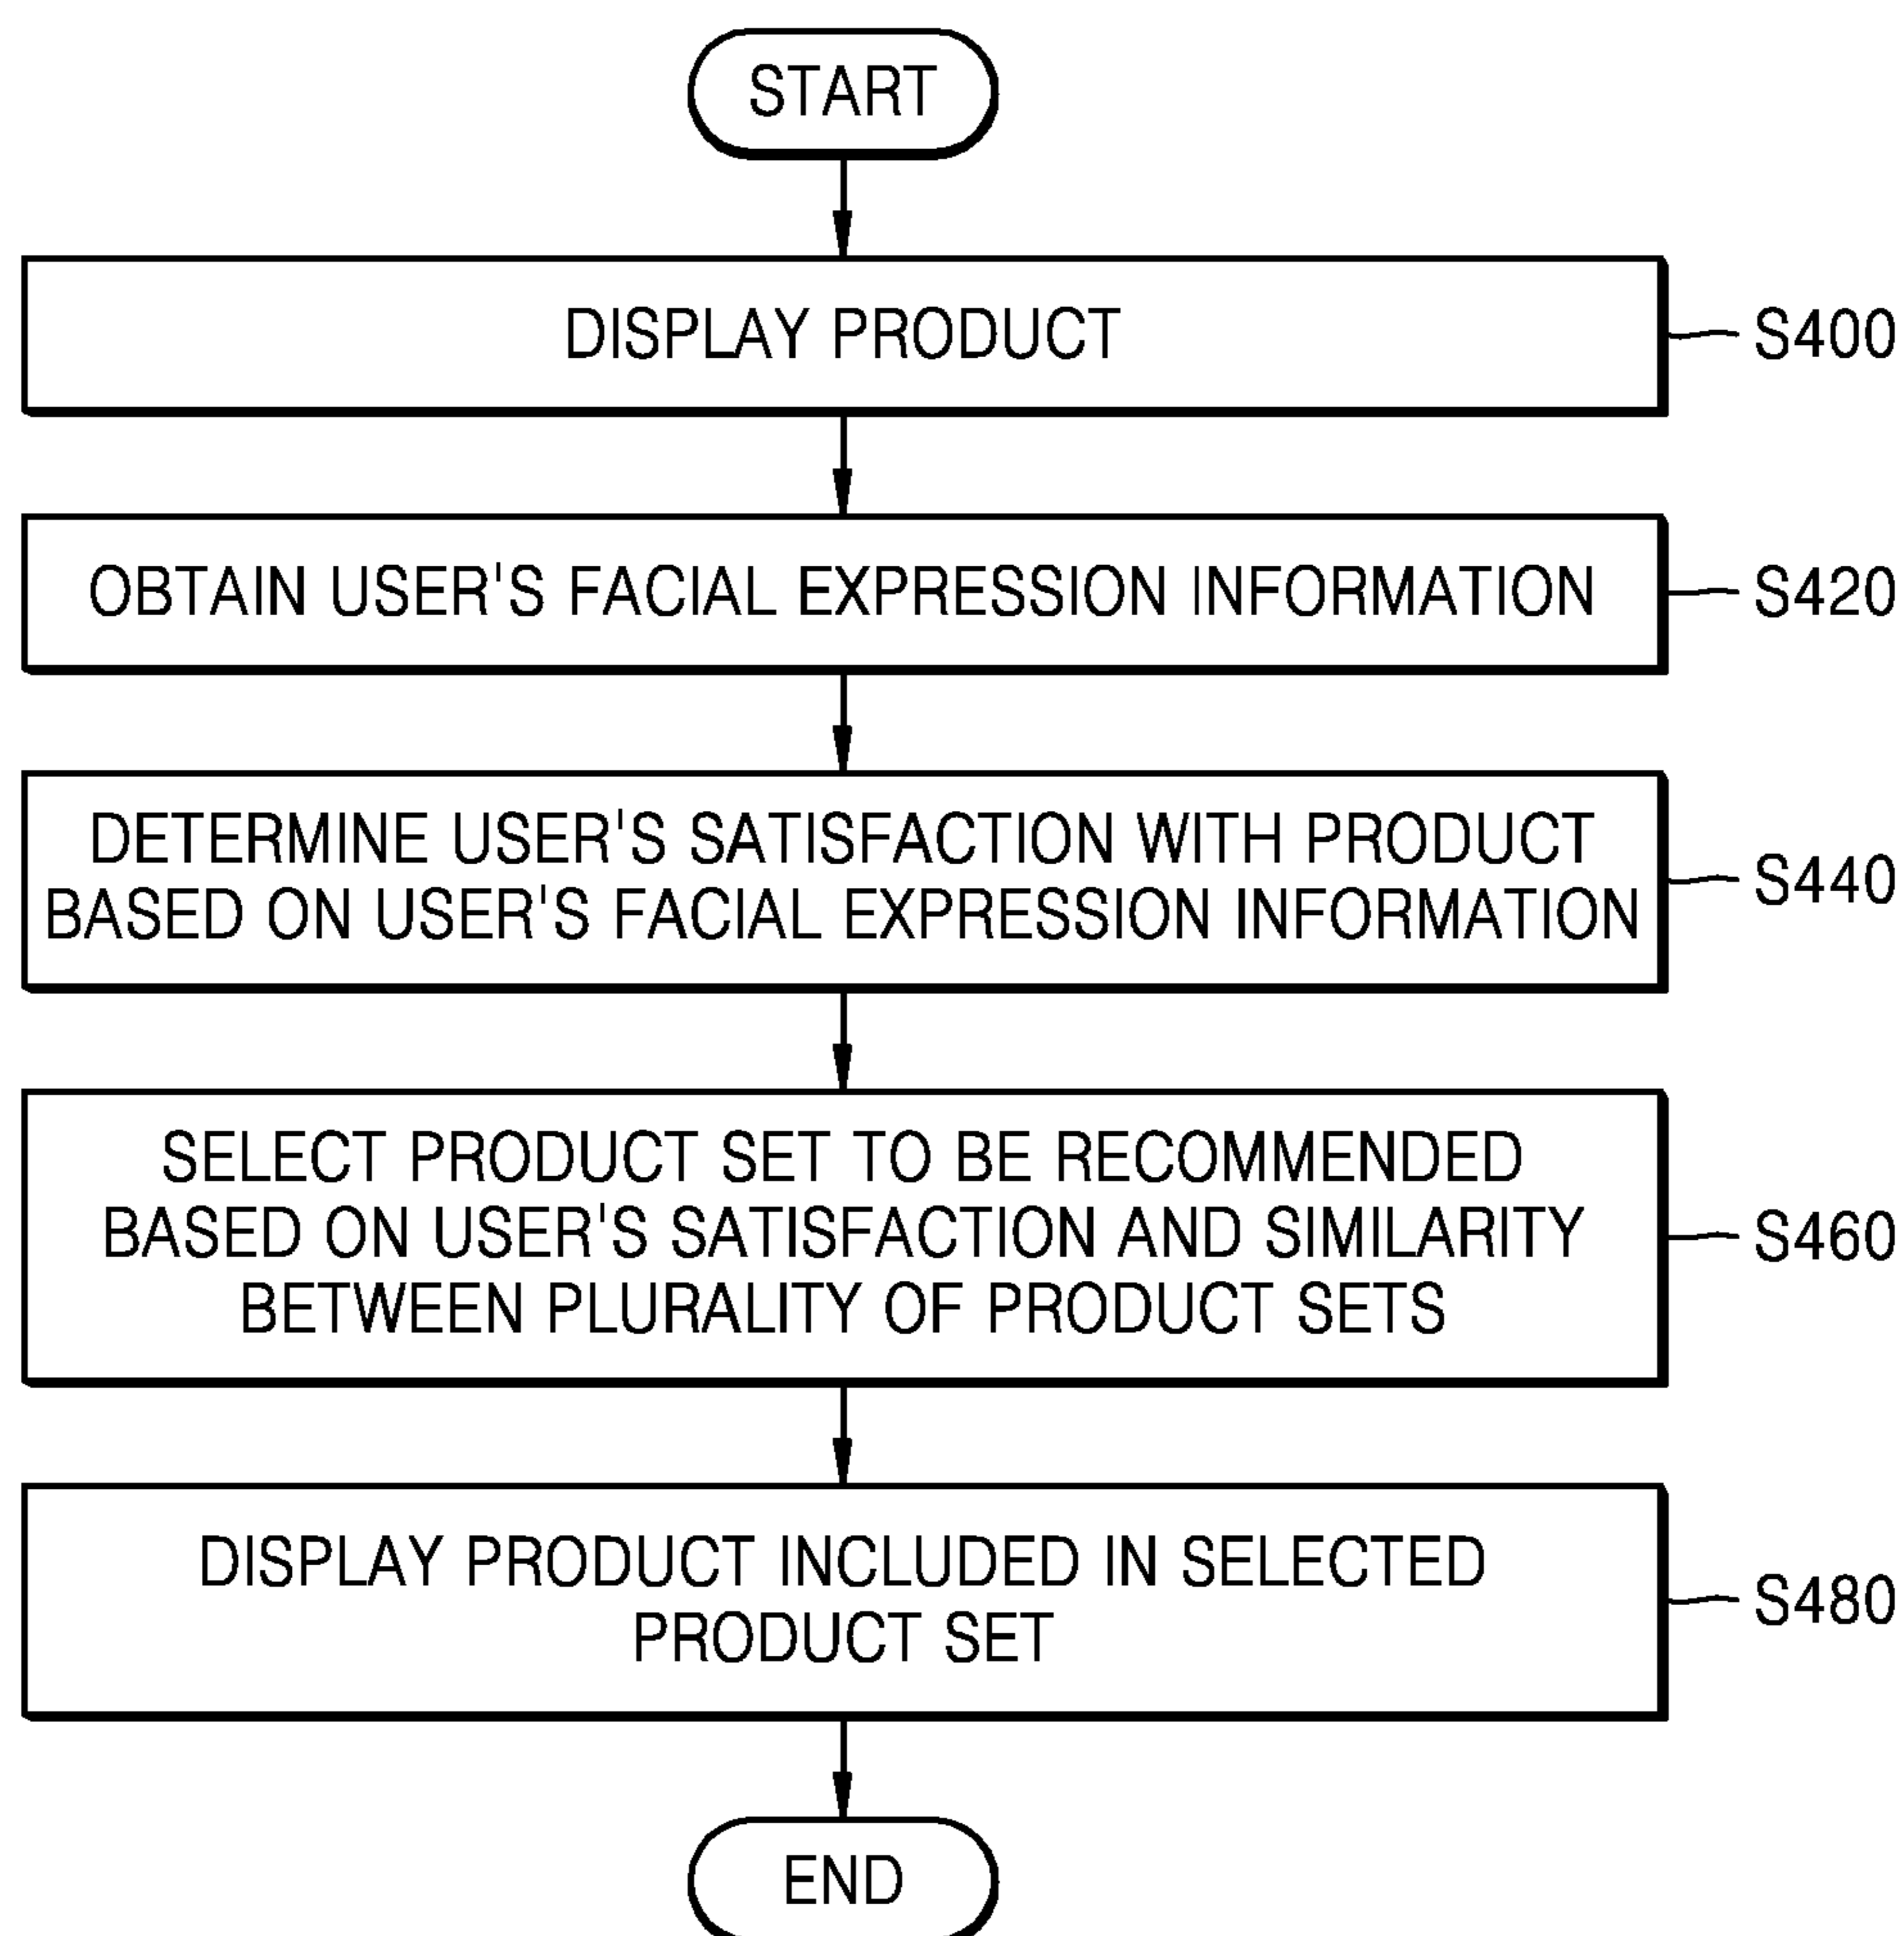 START
DISPLAY PRODUCT
S400
OBTAIN USER'S FACIAL EXPRESSION INFORMATION
S420
DETERMINE USER'S SATISFACTION WITH PRODUCT
BASED ON USER'S FACIAL EXPRESSION INFORMATION
S440
SELECT PRODUCT SET TO BE RECOMMENDED
BASED ON USER'S SATISFACTION AND SIMILARITY
BETWEEN PLURALITY OF PRODUCT SETS
S460
DISPLAY PRODUCT INCLUDED IN SELECTED
PRODUCT SET
S480
END